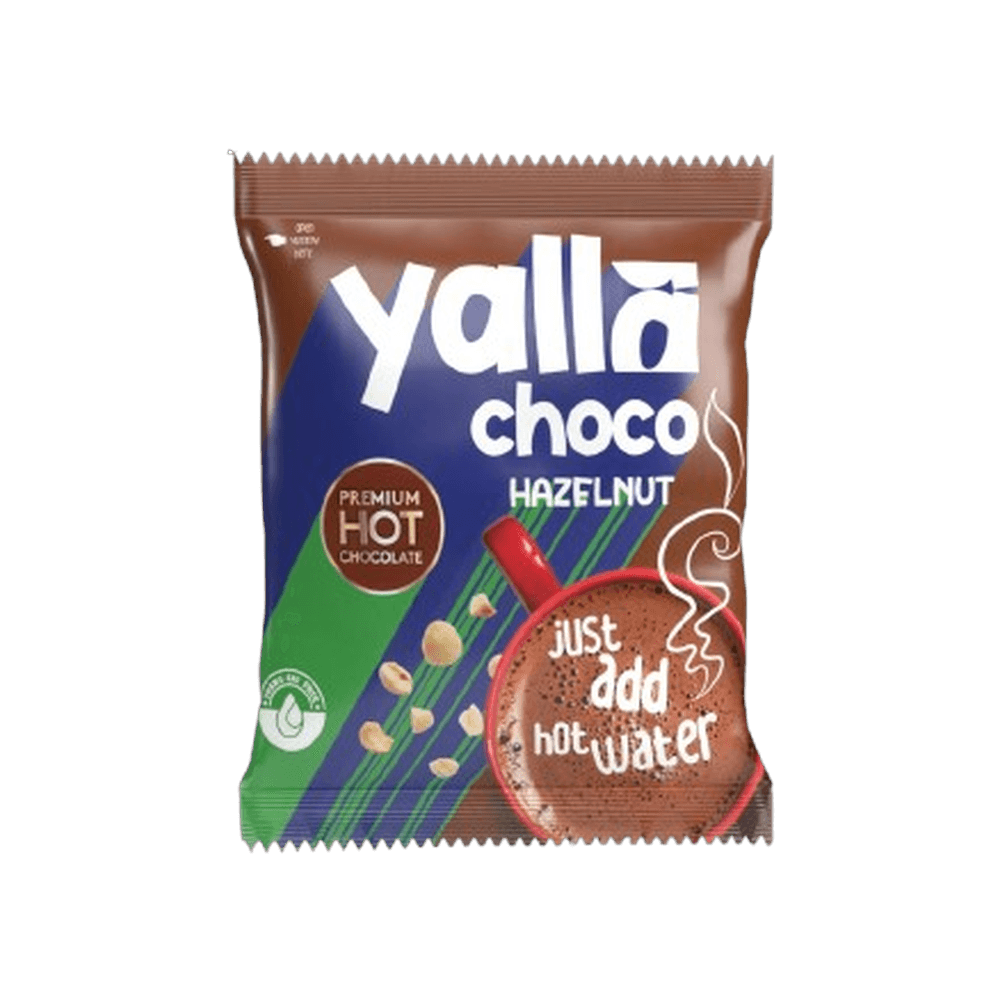 yallā
choco
HAZELNUT
PREMIUM
HOT
CHOCOLATE
just
add
hot water